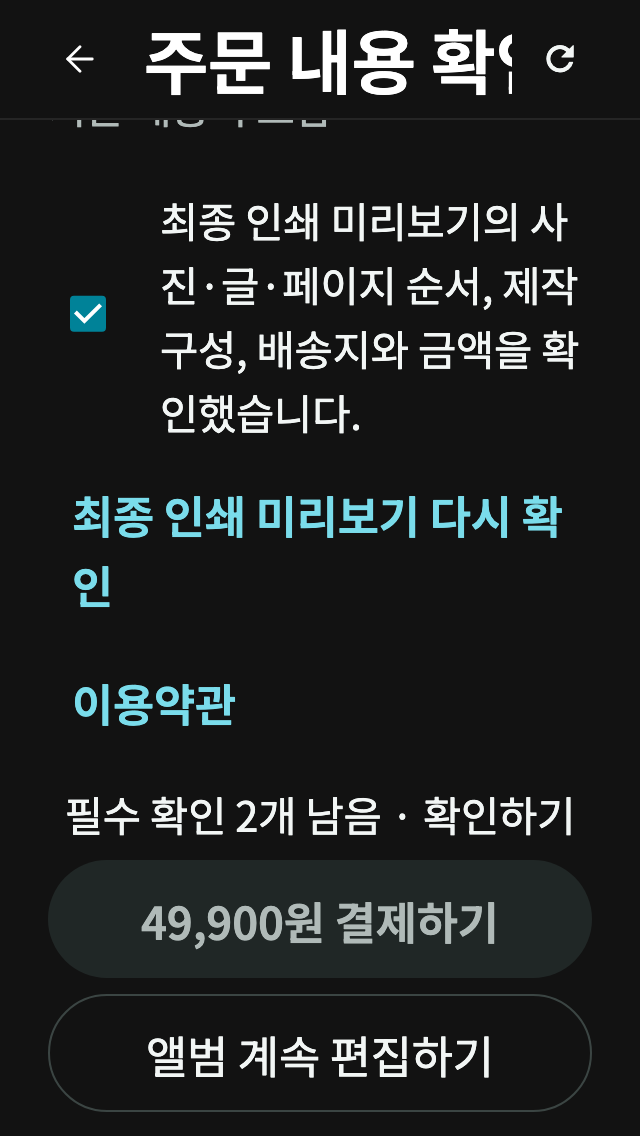 주문 내용 확
최종 인쇄 미리보기의 사
진·글·페이지 순서, 제작
구성, 배송지와 금액을 확
인했습니다.
최종 인쇄 미리보기 다시 확
인
이용약관
필수 확인 2개 남음 · 확인하기
49,900원 결제하기
앨범 계속 편집하기